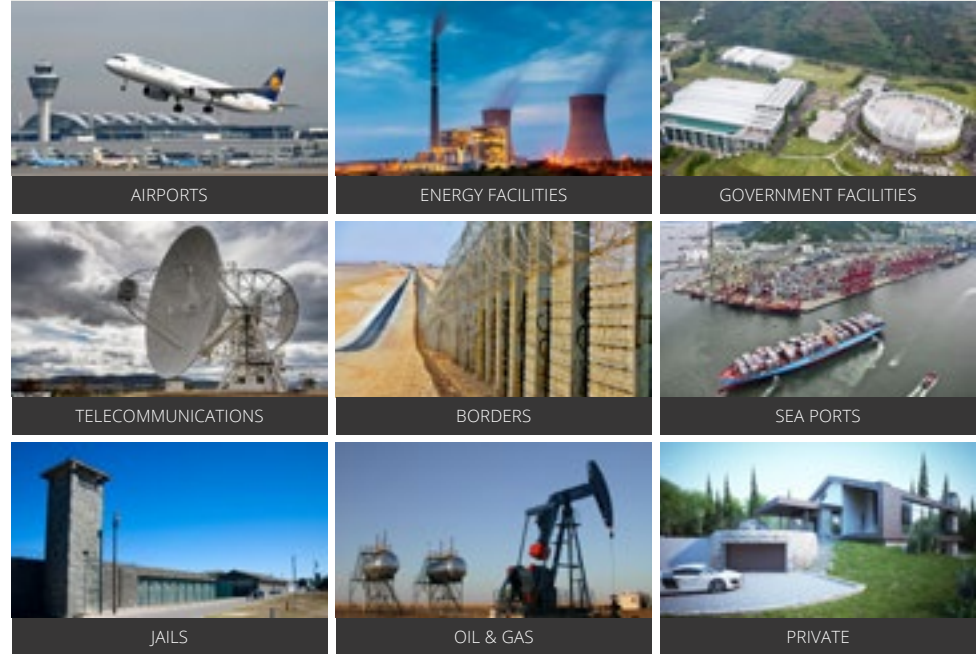 AIRPORTS
ENERGY FACILITIES
GOVERNMENT FACILITIES
TELECOMMUNICATIONS
BORDERS
SEA PORTS
JAILS
OIL & GAS
PRIVATE